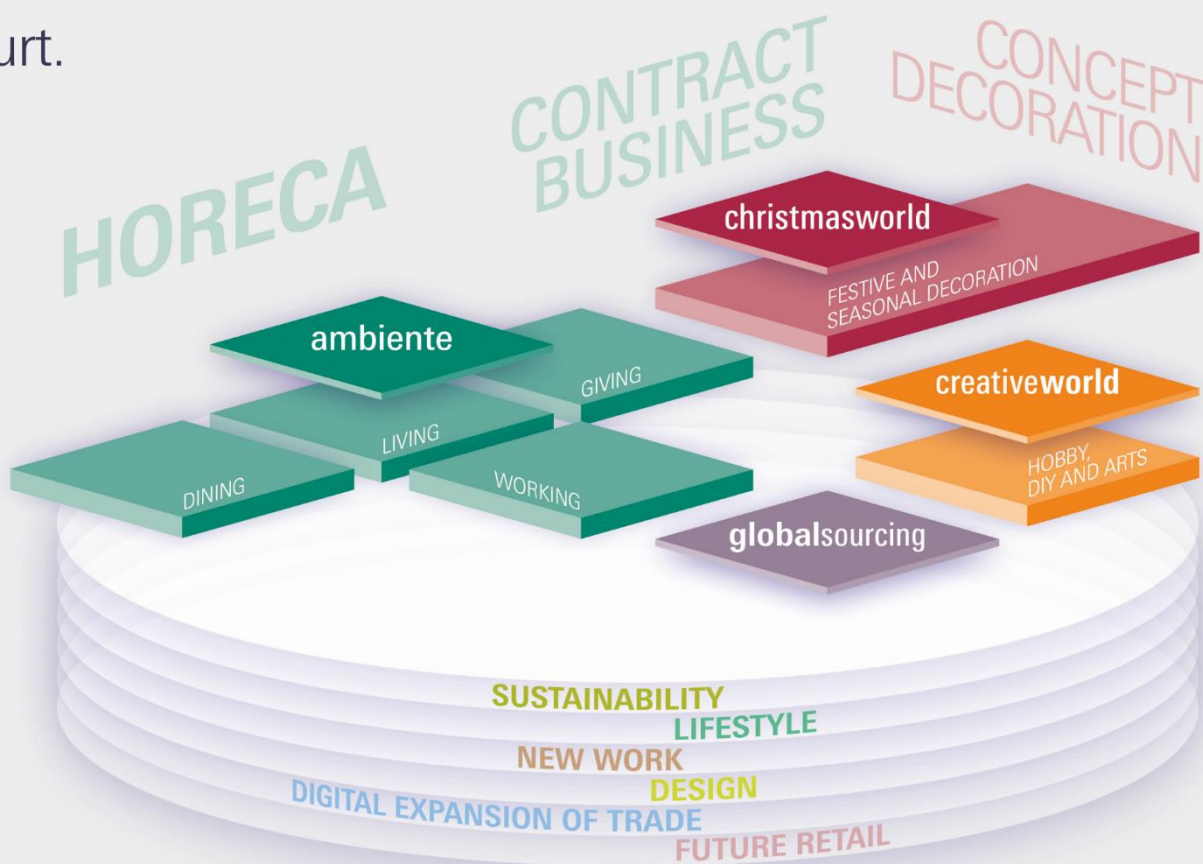 urt.
HORECA
CONTRACT
BUSINESS
CONCEPT
DECORATION
christmasworld
FESTIVE AND
SEASONAL DECORATION
ambiente
GIVING
LIVING
DINING
WORKING
creativeworld
HOBBY,
DIY AND ARTS
globalsourcing
SUSTAINABILITY
LIFESTYLE
NEW WORK
DESIGN
DIGITAL EXPANSION OF TRADE
FUTURE RETAIL